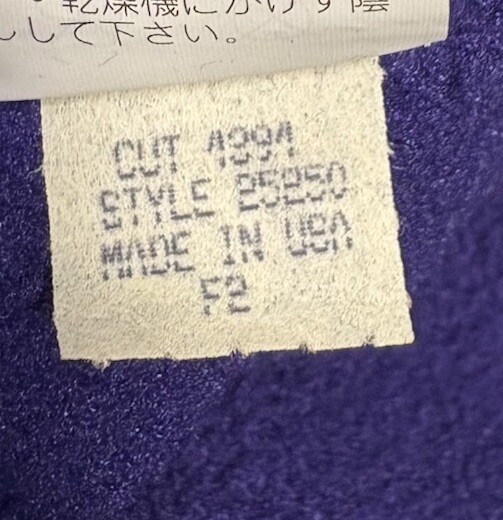 乾燥機にかけず陰
して下さい。
CUT 4994
STYLE 25250
MADE IN USA
F2